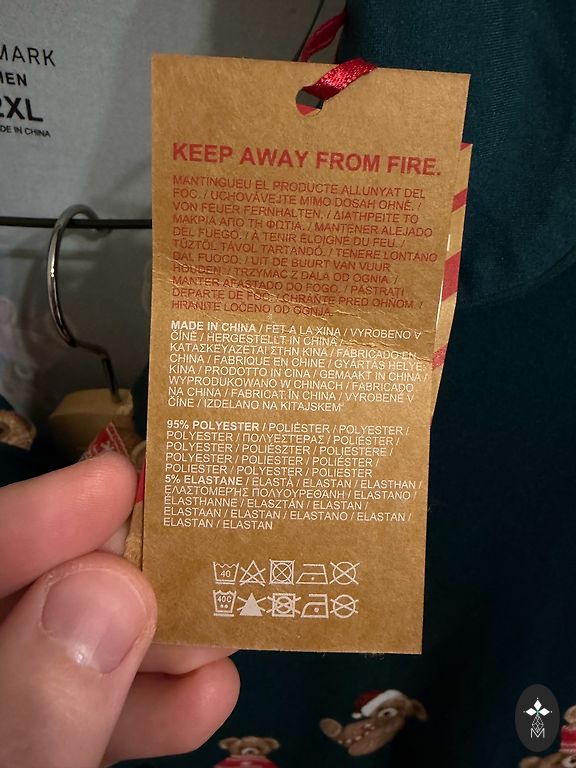 MARK
MEN
2XL
DE IN CHINA
KEEP AWAY FROM FIRE.
MANTINGUEU EL PRODUCTE ALLUNYAT DEL
FOC. / UCHOVÁVEJTE MIMO DOSAH OHNĚ. /
VON FEUER FERNHALTEN. / ΔΙΑΤΗΡΕΙΤΕ ΤΟ
ΜΑΚΡΙΑ ΑΠΟ ΤΗ ΦΩΤΙΑ. / MANTENER ALEJADO
DEL FUEGO. / À TENIR ÉLOIGNÉ DU FEU. /
TŰZTŐL TÁVOL TARTANDÓ. / TENERE LONTANO
DAL FUOCO. / UIT DE BUURT VAN VUUR
HOUDEN. / TRZYMAĆ Z DALA OD OGNIA. /
MANTER AFASTADO DO FOGO. / PĂSTRAȚI
DEPARTE DE FOC. / CHRÁŇTE PRED OHŇOM. /
HRANITE LOČENO OD OGNJA.
MADE IN CHINA / FET A LA XINA / VYROBENO V
ČÍNĚ / HERGESTELLT IN CHINA /
ΚΑΤΑΣΚΕΥΑΖΕΤΑΙ ΣΤΗΝ ΚΙΝΑ / FABRICADO EN
CHINA / FABRIQUÉ EN CHINE / GYÁRTÁS HELYE:
KÍNA / PRODOTTO IN CINA / GEMAAKT IN CHINA /
WYPRODUKOWANO W CHINACH / FABRICADO
NA CHINA / FABRICAT ÎN CHINA / VYROBENÉ V
ČÍNE / IZDELANO NA KITAJSKEM
95% POLYESTER / POLIÈSTER / POLYESTER /
POLYESTER / ΠΟΛΥΕΣΤΕΡΑΣ / POLIÉSTER /
POLYESTER / POLIÉSZTER / POLIESTERE /
POLYESTER / POLIESTER / POLIÉSTER /
POLIESTER / POLYESTER / POLIESTER
5% ELASTANE / ELASTÀ / ELASTAN / ELASTHAN /
ΕΛΑΣΤΟΜΕΡΗΣ ΠΟΛΥΟΥΡΕΘΑΝΗ / ELASTANO /
ÉLASTHANNE / ELASZTÁN / ELASTAN /
ELASTAAN / ELASTAN / ELASTANO / ELASTAN /
ELASTAN / ELASTAN
40
40C
M